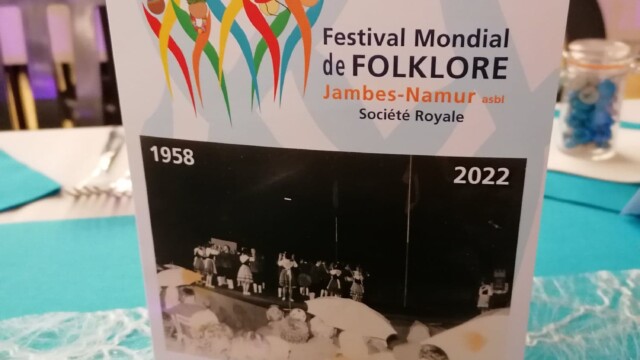 Festival Mondial
de FOLKLORE
Jambes-Namur asbl
Société Royale
1958
2022